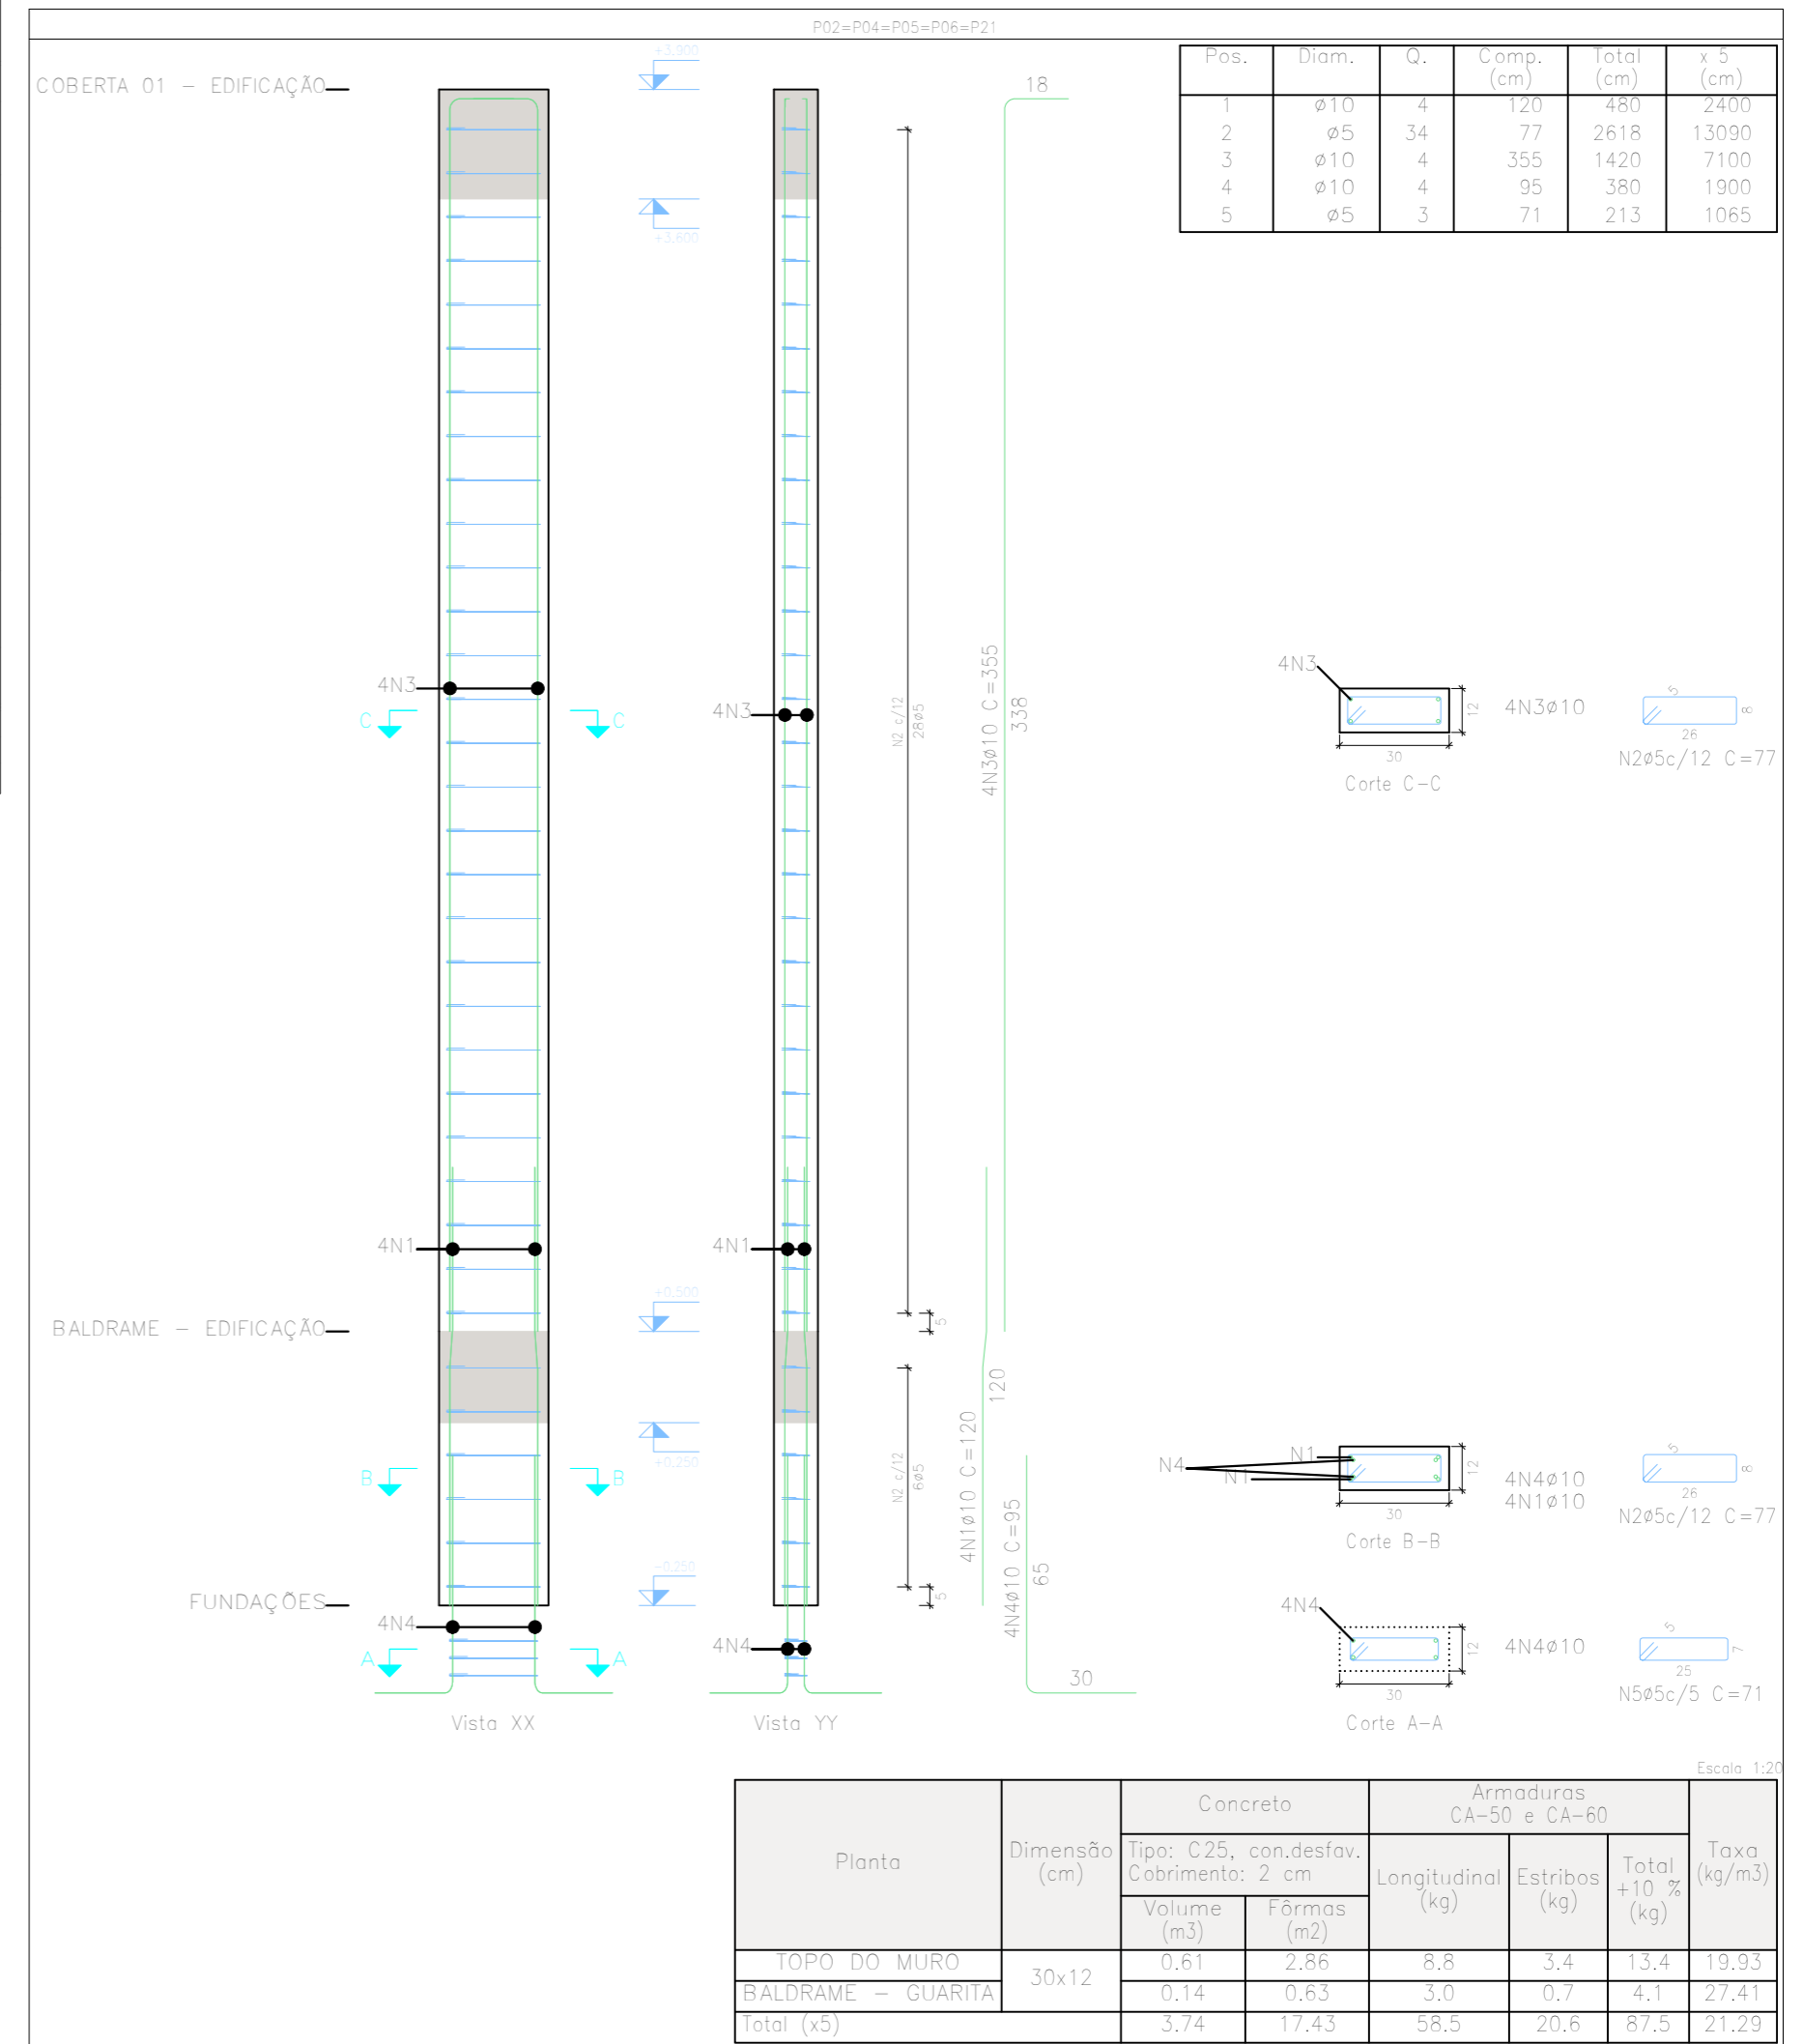 P02=P04=P05=P06=P21
Pos. Diam. Q. Comp. (cm) Total (cm) x 5 (cm)
1 ø10 4 120 480 2400
2 ø5 34 77 2618 13090
3 ø10 4 355 1420 7100
4 ø10 4 95 380 1900
5 ø5 3 71 213 1065
COBERTA 01 - EDIFICAÇÃO
+3.900
18
+3.600
4N3
4N3
C
C
N2 c/12
28ø5
4N3ø10 C=355
338
4N3
12
30
4N3ø10
5
8
26
N2ø5c/12 C=77
Corte C-C
4N1
4N1
BALDRAME - EDIFICAÇÃO
+0.500
5
+0.250
B
B
N2 c/12
6ø5
4N1ø10 C=120
120
N1
N4
N1
12
30
4N4ø10
4N1ø10
5
8
26
N2ø5c/12 C=77
Corte B-B
FUNDAÇÕES
-0.250
5
4N4ø10 C=95
65
30
4N4
4N4
A
A
4N4
12
30
4N4ø10
5
7
25
N5ø5c/5 C=71
Corte A-A
Vista XX
Vista YY
Escala 1:20
Planta
Dimensão (cm)
Concreto
Armaduras
CA-50 e CA-60
Taxa (kg/m3)
Tipo: C25, con.desfav.
Cobrimento: 2 cm
Longitudinal (kg)
Estribos (kg)
Total +10 % (kg)
Volume (m3)
Fôrmas (m2)
TOPO DO MURO 30x12 0.61 2.86 8.8 3.4 13.4 19.93
BALDRAME - GUARITA 0.14 0.63 3.0 0.7 4.1 27.41
Total (x5) 3.74 17.43 58.5 20.6 87.5 21.29